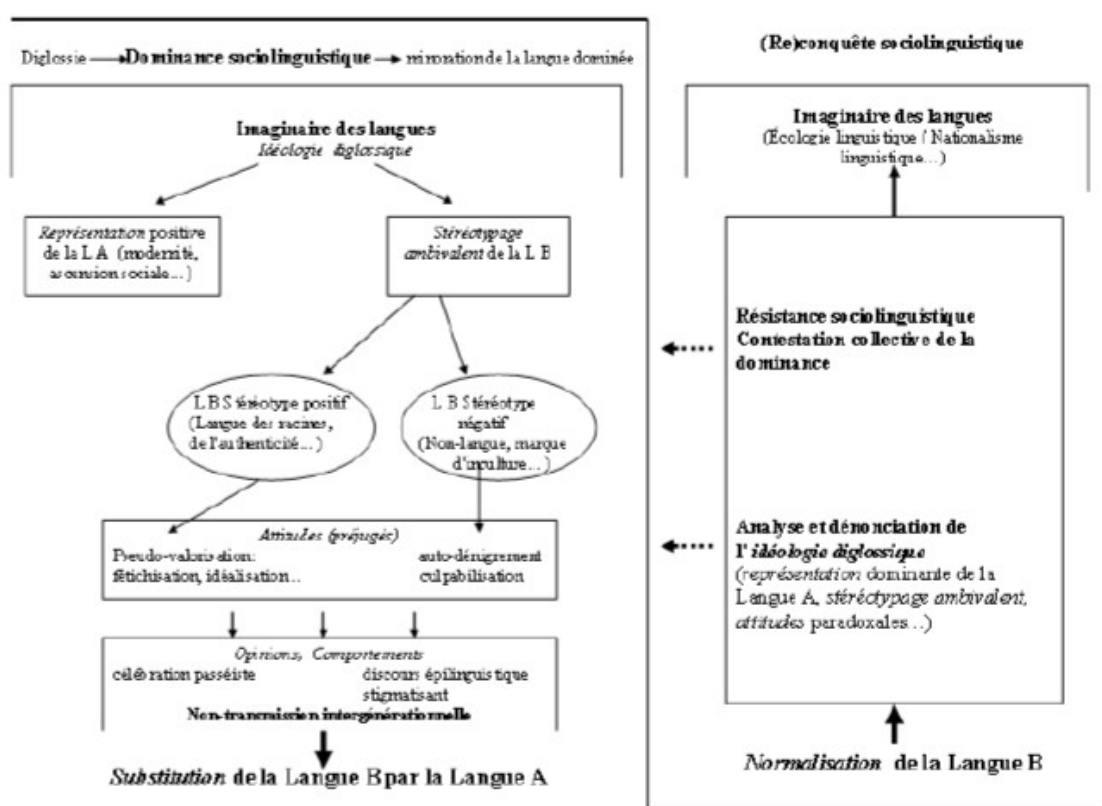 Diglossie → Dominance sociolinguistique → minoration de la langue dominée
Imaginaire des langues
Idéologie diglossique
Représentation positive
de la L A (modernité,
ascension sociale...)
Stéréotypage
ambivalent de la L B
L B Stéréotype positif
(Langue des racines,
de l'authenticité...)
L B Stéréotype
négatif
(Non-langue, marque
d'inculture...)
Attitudes (préjugés)
Pseudo-valorisation:
fétichisation, idéalisation...
auto-dénigrement
culpabilisation
Opinions, Comportements
célébration passéiste
discours épilinguistique
stigmatisant
Non-transmission intergénérationnelle
Substitution de la Langue B par la Langue A
(Re)conquête sociolinguistique
Imaginaire des langues
(Écologie linguistique / Nationalisme
linguistique...)
Résistance sociolinguistique
Contestation collective de la
dominance
Analyse et dénonciation de
l'idéologie diglossique
(représentation dominante de la
Langue A, stéréotypage ambivalent,
attitudes paradoxales...)
Normalisation de la Langue B